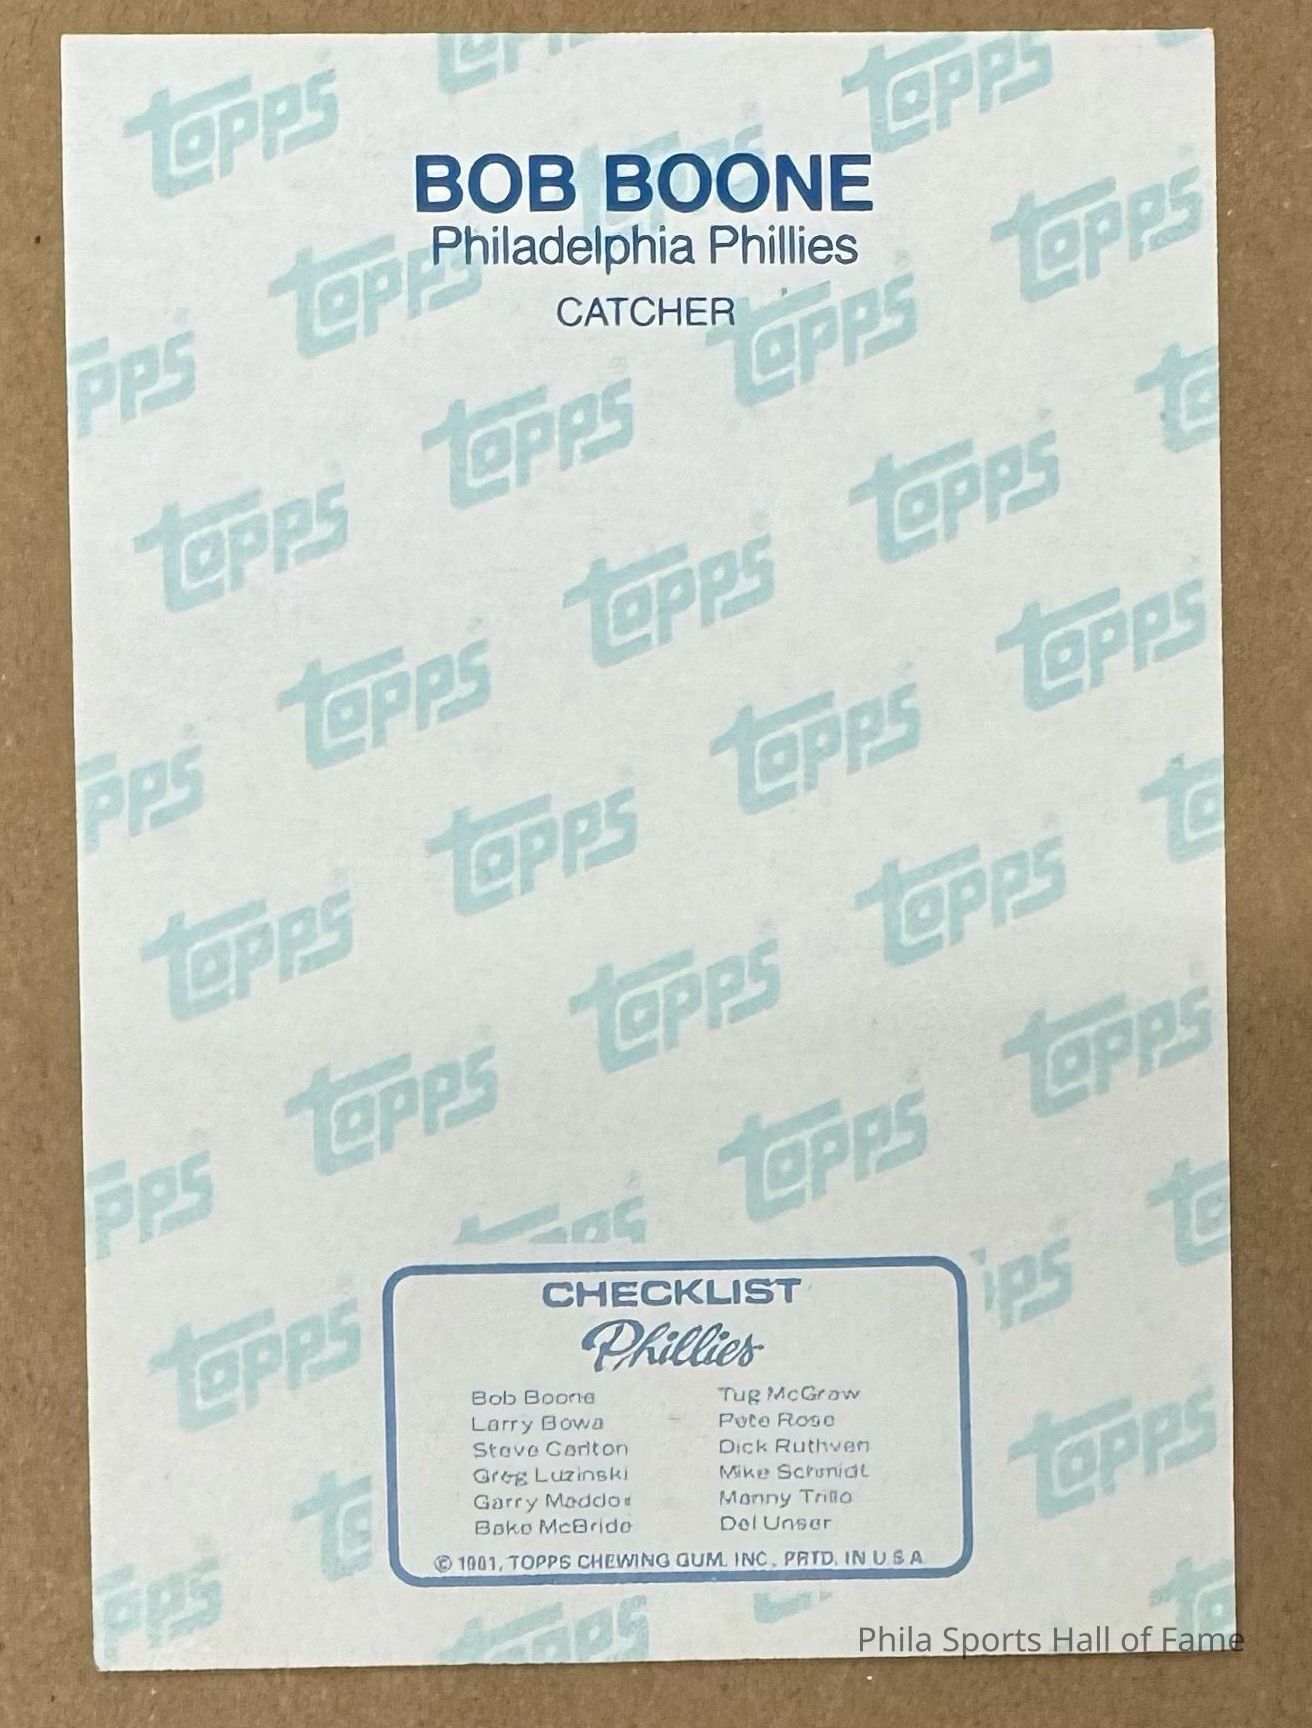 BOB BOONE
Philadelphia Phillies
CATCHER
CHECKLIST
Phillies
Bob Boone
Larry Bowa
Steve Carlton
Greg Luzinski
Garry Maddox
Bake McBride
Tug McGraw
Pete Rose
Dick Ruthven
Mike Schmidt
Manny Trillo
Del Unser
© 1981, TOPPS CHEWING GUM, INC., PRTD. IN U S A
Topps
Phila Sports Hall of Fame